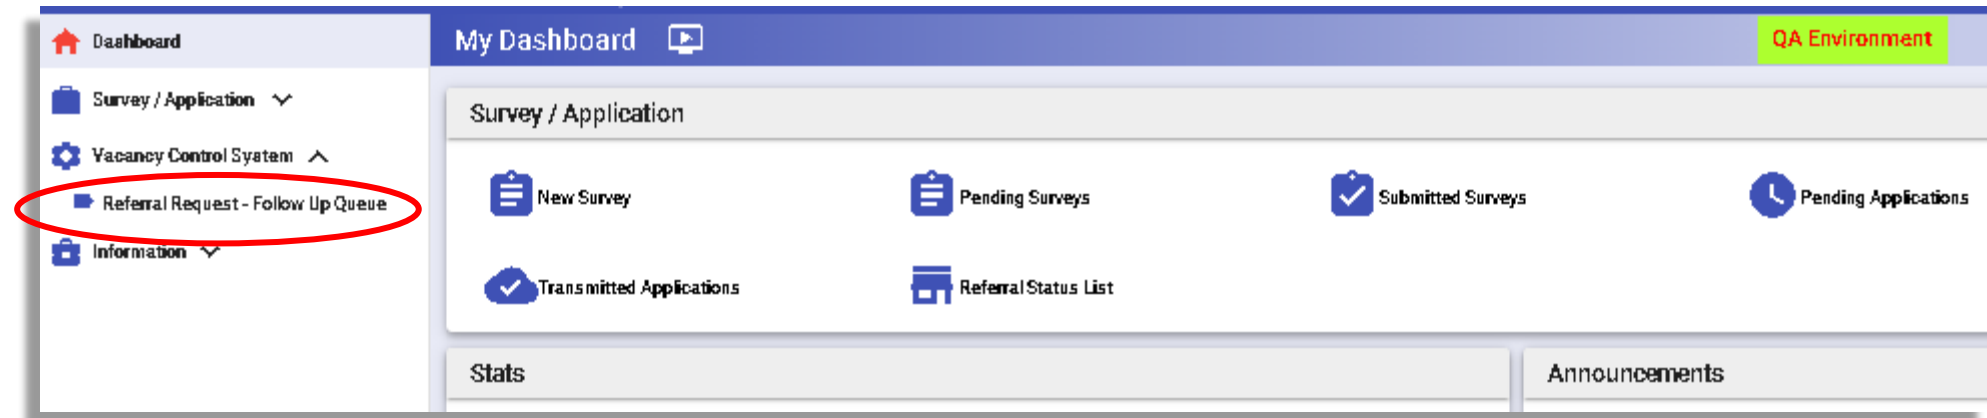 Dashboard
Survey / Application
Vacancy Control System
Referral Request - Follow Up Queue
Information
My Dashboard
QA Environment
Survey / Application
New Survey
Pending Surveys
Submitted Surveys
Pending Applications
Transmitted Applications
Referral Status List
Stats
Announcements